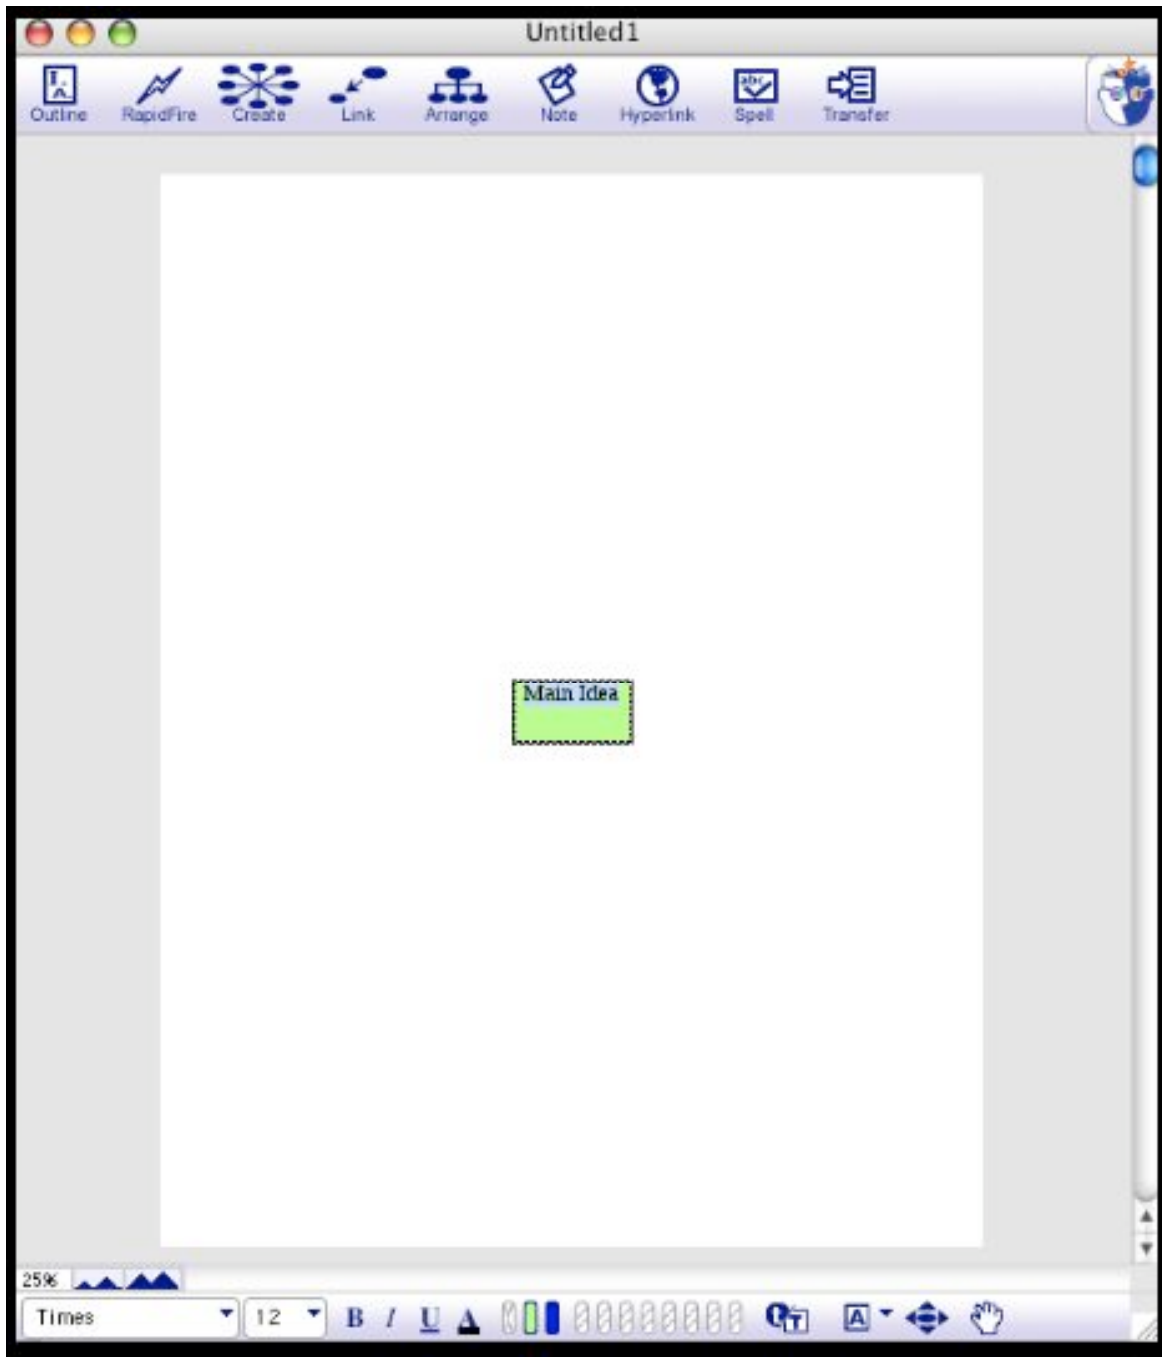 Untitled1
Outline RapidFire Create Link Arrange Note Hyperlink Spell Transfer
Main Idea
25%
Times 12 B I U A A